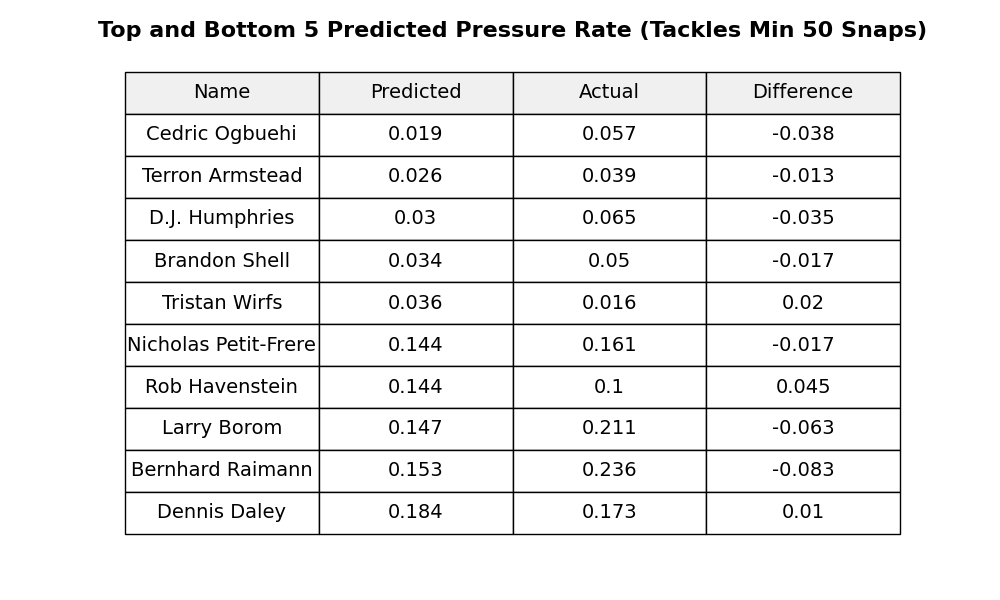 Top and Bottom 5 Predicted Pressure Rate (Tackles Min 50 Snaps)
Name Predicted Actual Difference
Cedric Ogbuehi 0.019 0.057 -0.038
Terron Armstead 0.026 0.039 -0.013
D.J. Humphries 0.03 0.065 -0.035
Brandon Shell 0.034 0.05 -0.017
Tristan Wirfs 0.036 0.016 0.02
Nicholas Petit-Frere 0.144 0.161 -0.017
Rob Havenstein 0.144 0.1 0.045
Larry Borom 0.147 0.211 -0.063
Bernhard Raimann 0.153 0.236 -0.083
Dennis Daley 0.184 0.173 0.01